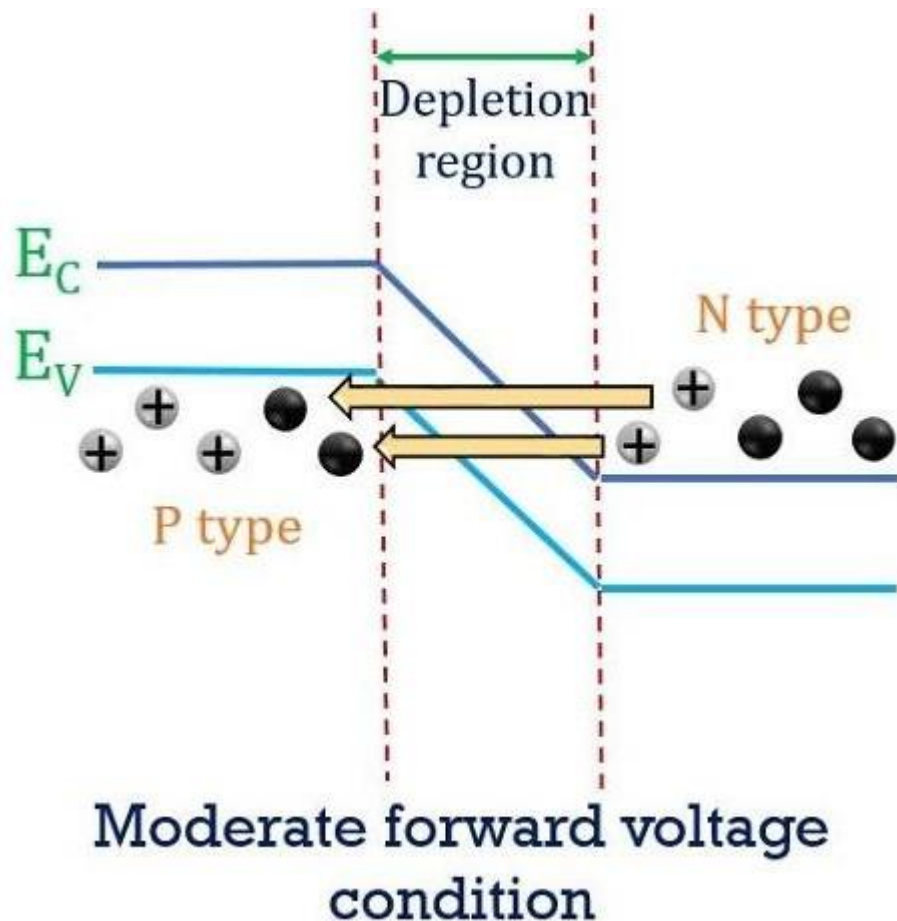 Depletion
region
E_C
N type
E_V
+ + + + +
P type
Moderate forward voltage
condition